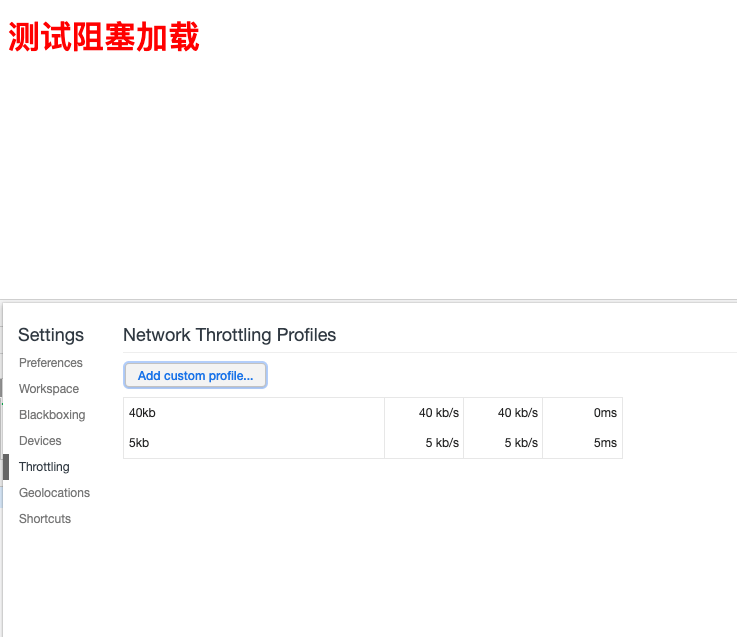 测试阻塞加载
Settings
Preferences
Workspace
Blackboxing
Devices
Throttling
Geolocations
Shortcuts
Network Throttling Profiles
Add custom profile...
40kb 40 kb/s 40 kb/s 0ms
5kb 5 kb/s 5 kb/s 5ms